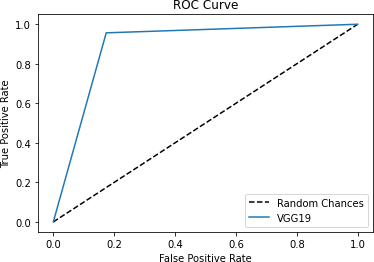 ROC Curve
True Positive Rate
1.0
0.8
0.6
0.4
0.2
0.0
Random Chances
VGG19
0.0 0.2 0.4 0.6 0.8 1.0
False Positive Rate